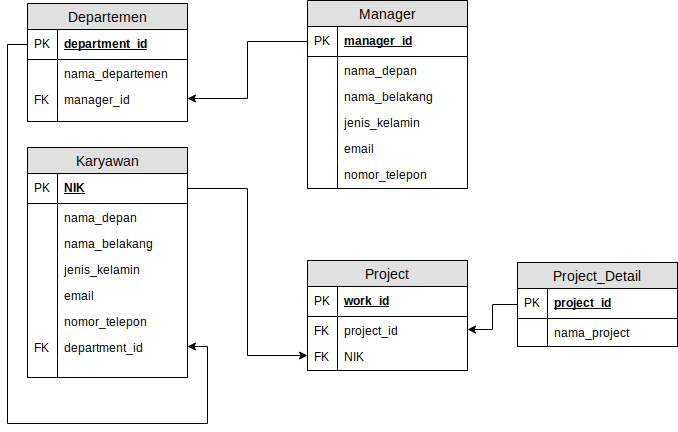 Departemen
PK department_id
nama_departemen
FK manager_id
Manager
PK manager_id
nama_depan
nama_belakang
jenis_kelamin
email
nomor_telepon
Karyawan
PK NIK
nama_depan
nama_belakang
jenis_kelamin
email
nomor_telepon
FK department_id
Project
PK work_id
FK project_id
FK NIK
Project_Detail
PK project_id
nama_project